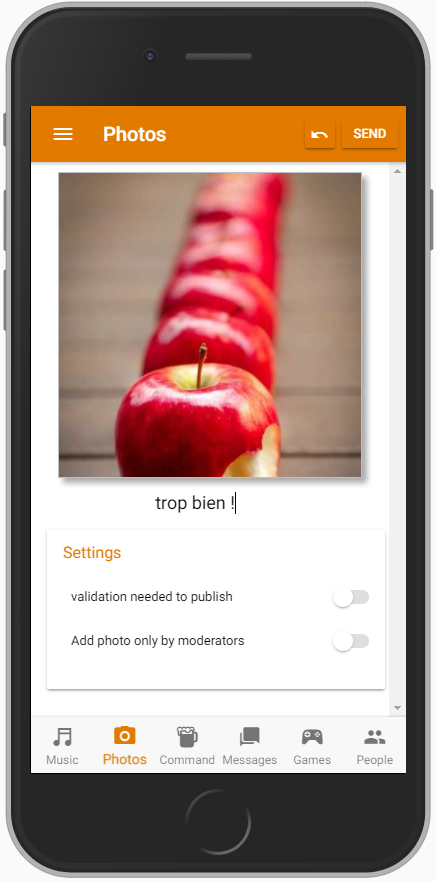 Photos
SEND
trop bien !
Settings
validation needed to publish
Add photo only by moderators
Music
Photos
Command
Messages
Games
People